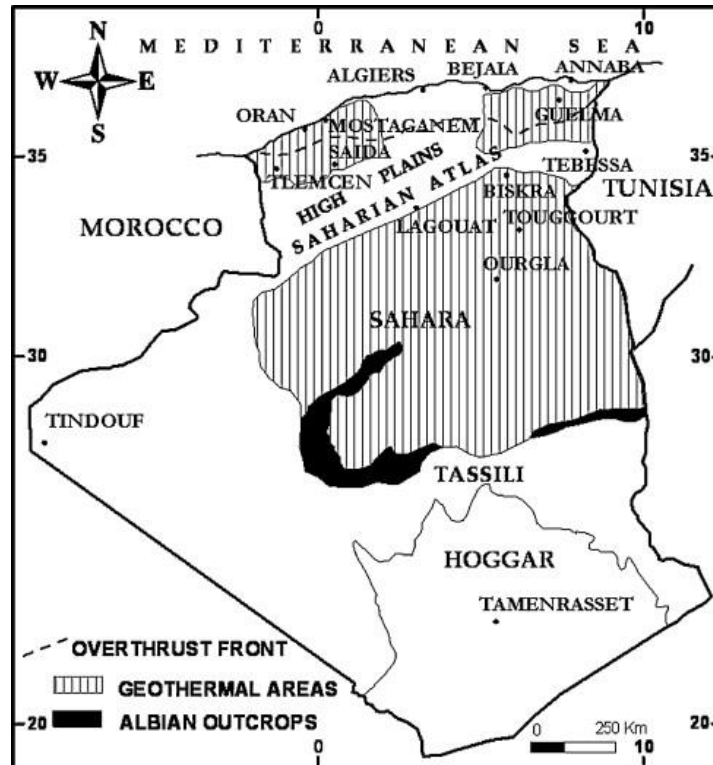 0 10
N
MEDITERRANEAN SEA
W E
S
ALGIERS BEJAIA ANNABA
ORAN MOSTAGANEM GUELMA
35 SAIDA 35
TLEMCEN TEBESSA
HIGH PLAINS
SAHARIAN ATLAS
BISKRA TUNISIA
MOROCCO LAGOUAT TOUGGOURT
OURGLA
SAHARA
30 30
TINDOUF
TASSILI
HOGGAR
TAMENRASSET
OVERTHRUST FRONT
GEOTHERMAL AREAS
20 ALBIAN OUTCROPS 20
0 250 Km
0 10